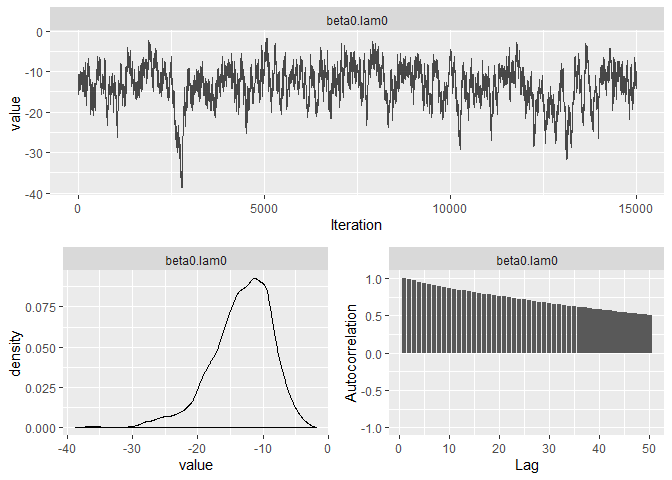 beta0.lam0
0
-10
-20
-30
-40
value
0 5000 10000 15000
Iteration
beta0.lam0
beta0.lam0
0.075
0.050
0.025
0.000
density
-40 -30 -20 -10 0
value
1.0
0.5
0.0
-0.5
-1.0
Autocorrelation
0 10 20 30 40 50
Lag